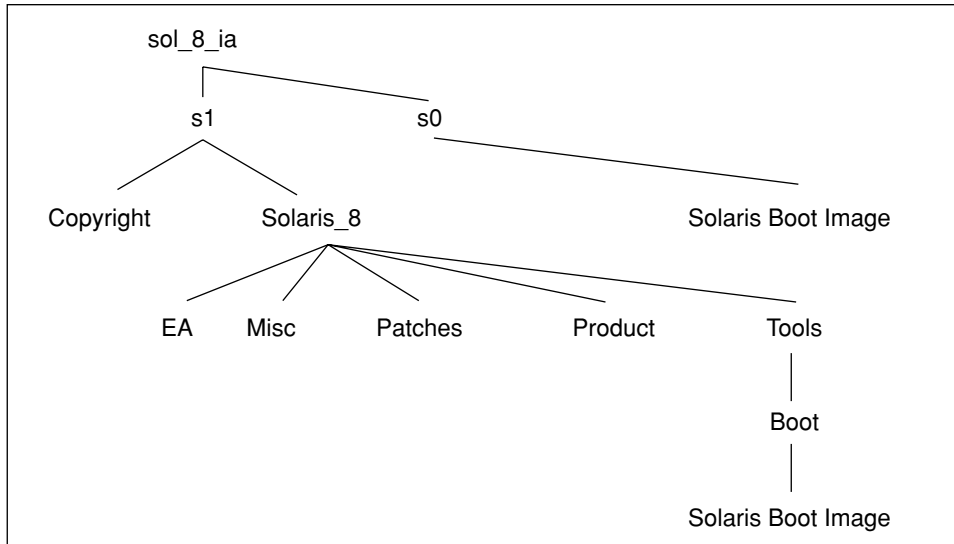 sol_8_ia
s1 s0
Copyright Solaris_8 Solaris Boot Image
EA Misc Patches Product Tools
Boot
Solaris Boot Image